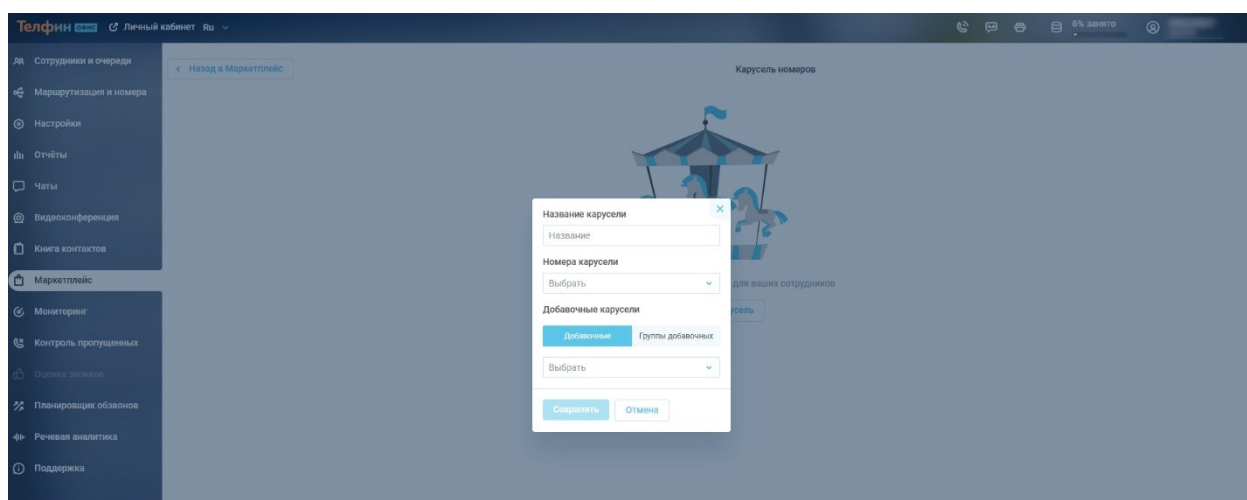 Телфин ОФИС Личный кабинет Ru 6% занято
Сотрудники и очереди
Назад в Маркетплейс
Карусель номеров
Маршрутизация и номера
Настройки
Отчёты
Чаты
Видеоконференция
Книга контактов
Маркетплейс
Мониторинг
Контроль пропущенных
Оценка звонков
Планировщик обзвонов
Речевая аналитика
Поддержка
Название карусели
Название
Номера карусели
Выбрать
для ваших сотрудников
Добавочные карусели
Добавочные Группы добавочных
Выбрать
Сохранить Отмена